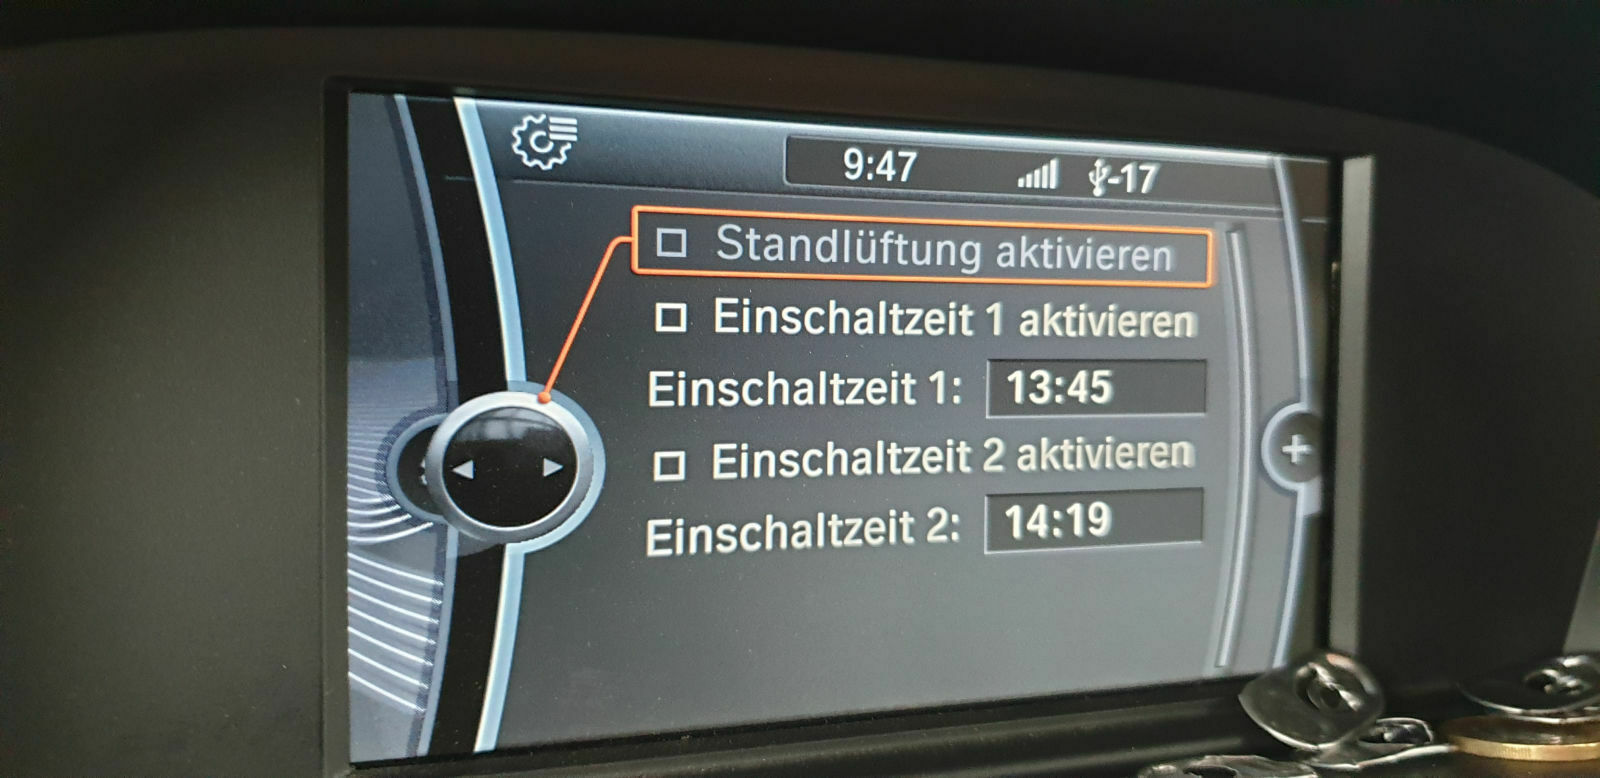 9:47 -17
Standlüftung aktivieren
Einschaltzeit 1 aktivieren
Einschaltzeit 1: 13:45
Einschaltzeit 2 aktivieren
Einschaltzeit 2: 14:19